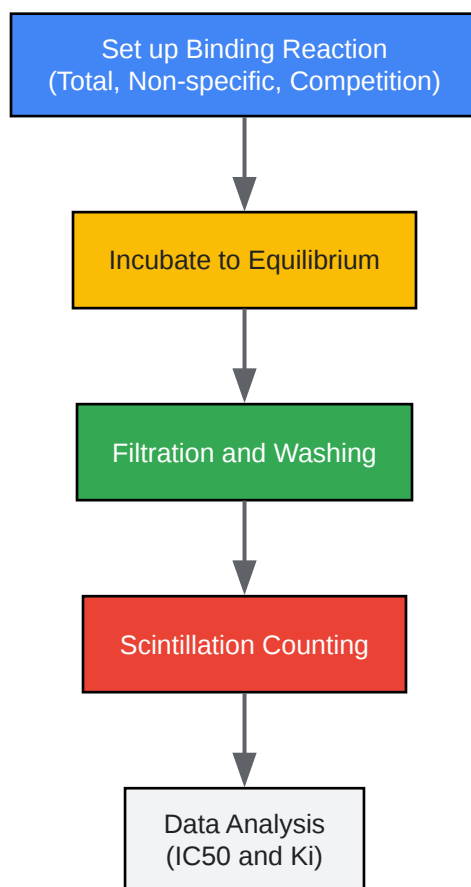 Set up Binding Reaction
(Total, Non-specific, Competition)
Incubate to Equilibrium
Filtration and Washing
Scintillation Counting
Data Analysis
(IC50 and Ki)